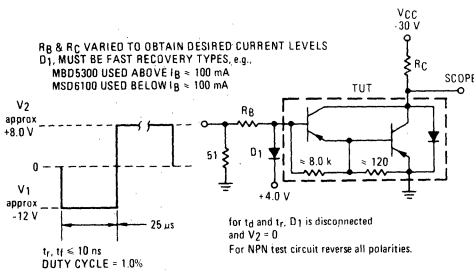 RB & RC VARIED TO OBTAIN DESIRED CURRENT LEVELS
D1, MUST BE FAST RECOVERY TYPES, e.g.,
MBD5300 USED ABOVE IB ≈ 100 mA
MSD6100 USED BELOW IB ≈ 100 mA
VCC
-30 V
RC
SCOPE
TUT
V2
approx
+8.0 V
0
V1
approx
-12 V
RB
51
D1
+4.0 V
≈ 8.0 k
≈ 120
25 µs
tr, tf ≤ 10 ns
DUTY CYCLE = 1.0%
for td and tr, D1 is disconnected
and V2 = 0
For NPN test circuit reverse all polarities.